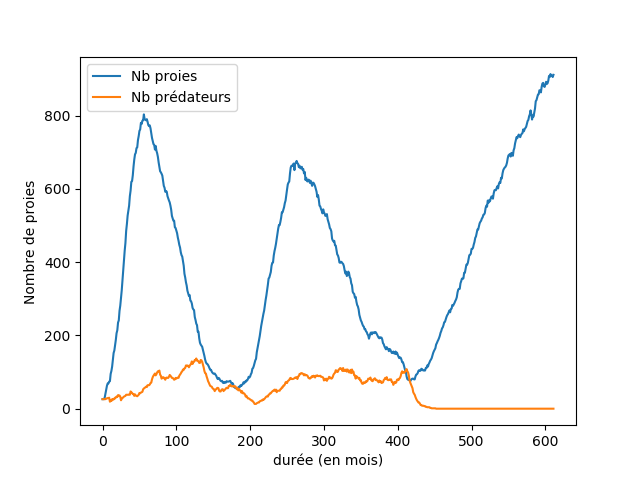 Nb proies
Nb prédateurs
800
600
400
200
0
Nombre de proies
0 100 200 300 400 500 600
durée (en mois)